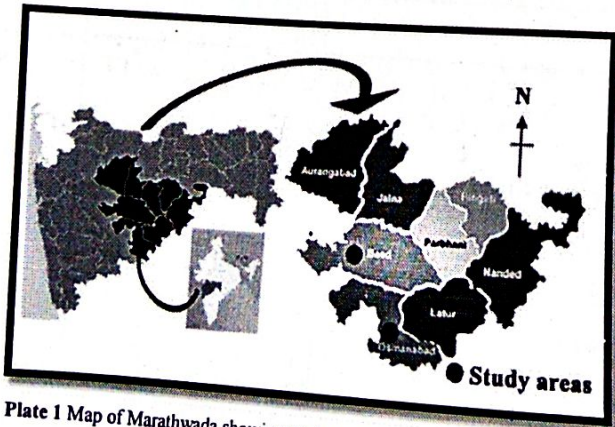 N
Aurangabad
Jalna
Hingoli
Parbhani
Beed
Nanded
Latur
Osmanabad
Study areas
Plate 1 Map of Marathwada